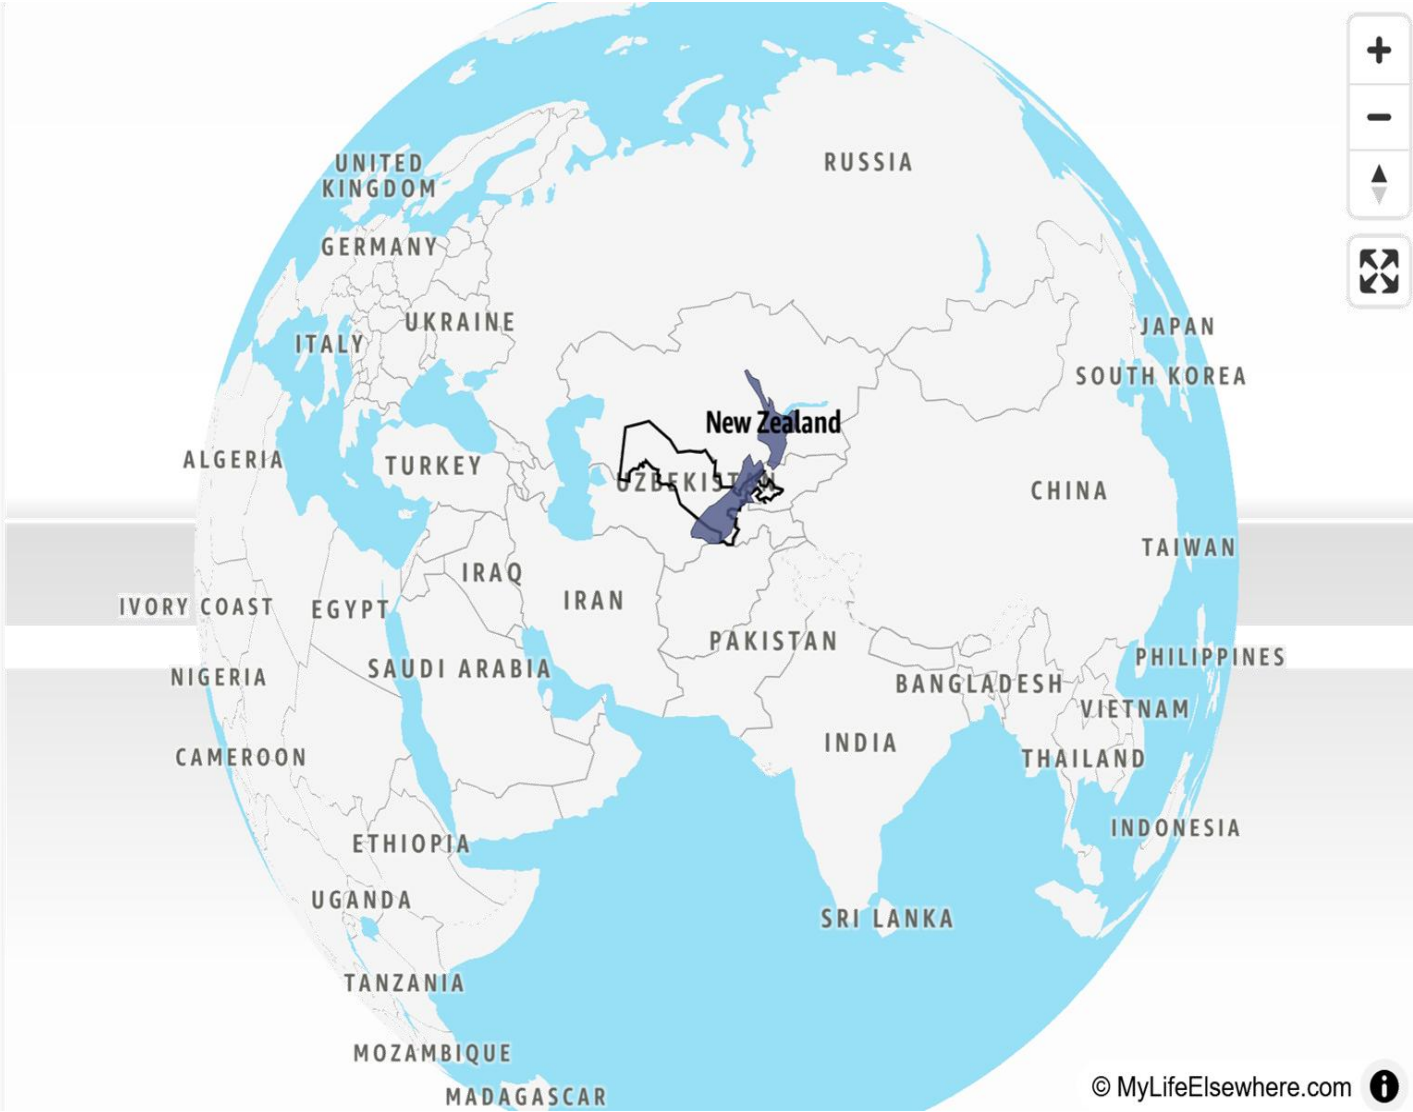 RUSSIA
UNITED
KINGDOM
GERMANY
UKRAINE
ITALY
JAPAN
SOUTH KOREA
New Zealand
ALGERIA
TURKEY
UZBEKISTAN
CHINA
TAIWAN
IRAQ
IRAN
IVORY COAST
EGYPT
PAKISTAN
PHILIPPINES
SAUDI ARABIA
NIGERIA
BANGLADESH
VIETNAM
INDIA
CAMEROON
THAILAND
INDONESIA
ETHIOPIA
UGANDA
SRI LANKA
TANZANIA
MOZAMBIQUE
© MyLifeElsewhere.com
MADAGASCAR